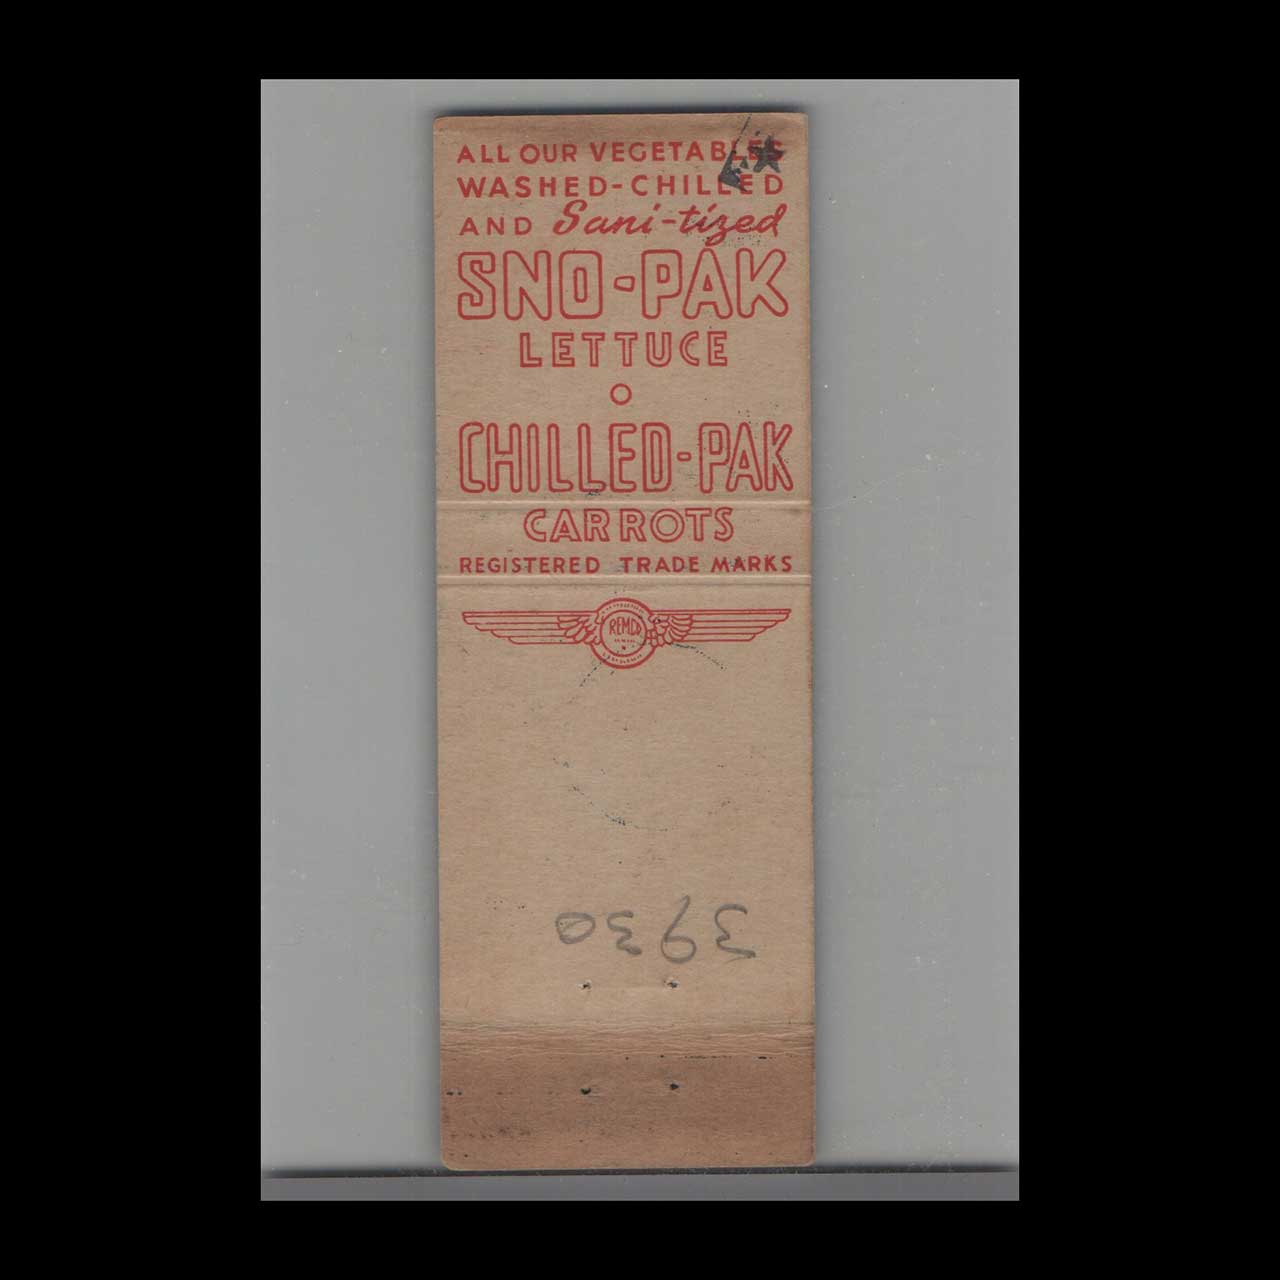 ALL OUR VEGETABLES
WASHED-CHILLED
AND Sani-tized
SNO-PAK
LETTUCE
CHILLED-PAK
CARROTS
REGISTERED TRADE MARKS
REMCO
3930